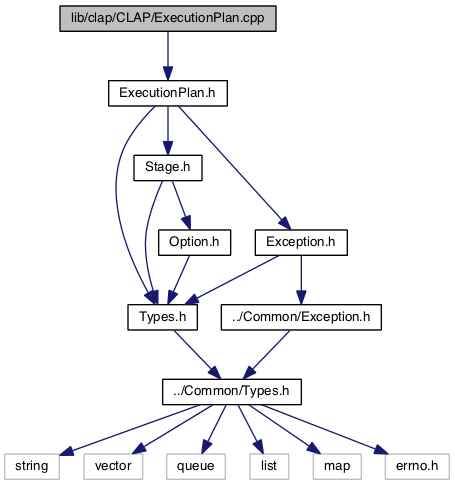 lib/clap/CLAP/ExecutionPlan.cpp
ExecutionPlan.h
Stage.h
Option.h
Exception.h
Types.h
../Common/Exception.h
../Common/Types.h
string
vector
queue
list
map
errno.h